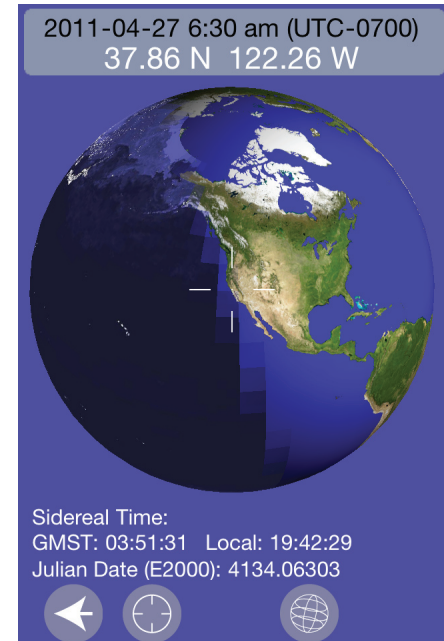 2011-04-27 6:30 am (UTC-0700)
37.86 N 122.26 W
Sidereal Time:
GMST: 03:51:31 Local: 19:42:29
Julian Date (E2000): 4134.06303